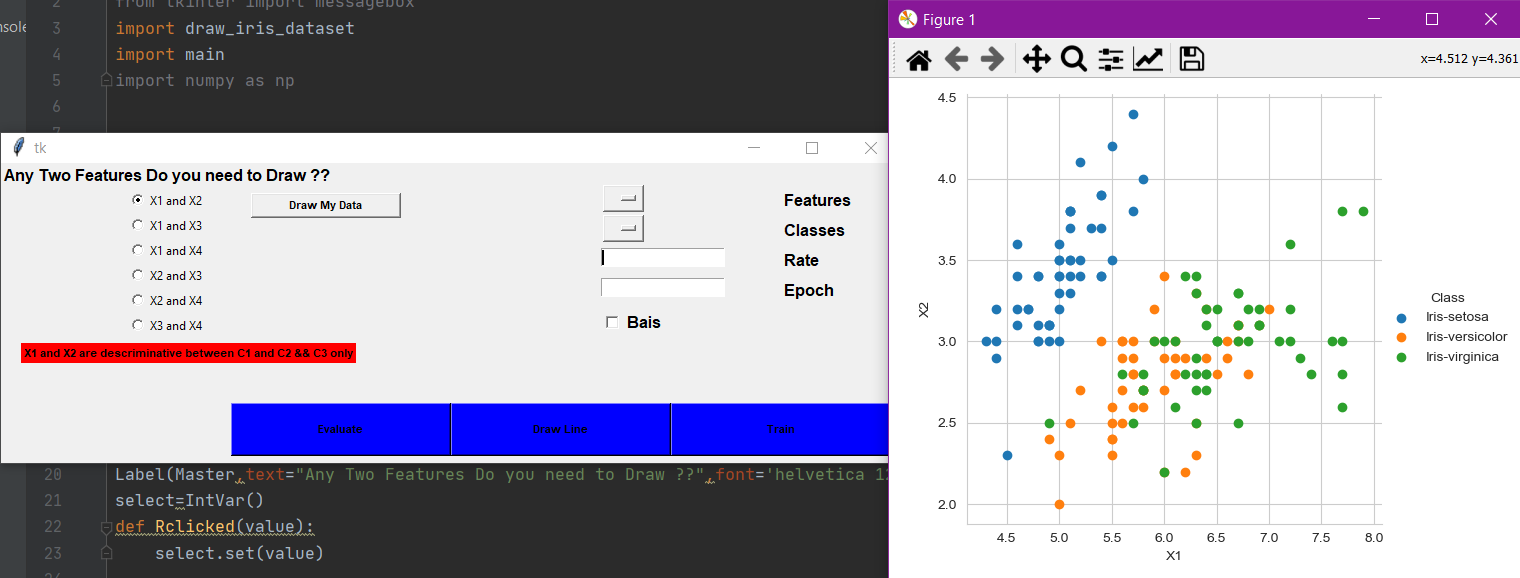 nsole
2 from tkinter import messagebox
3 import draw_iris_dataset
4 import main
5 import numpy as np
6
7
tk
Any Two Features Do you need to Draw ??
X1 and X2
X1 and X3
X1 and X4
X2 and X3
X2 and X4
X3 and X4
Draw My Data
Features
Classes
Rate
Epoch
Bais
X1 and X2 are descriminative between C1 and C2 && C3 only
Evaluate Draw Line Train
20 Label(Master,text="Any Two Features Do you need to Draw ??",font='helvetica 12
21 select=IntVar()
22 def Rclicked(value):
23 select.set(value)
Figure 1
x=4.512 y=4.361
4.5
4.0
3.5
3.0
2.5
2.0
X2
4.5 5.0 5.5 6.0 6.5 7.0 7.5 8.0
X1
Class
Iris-setosa
Iris-versicolor
Iris-virginica